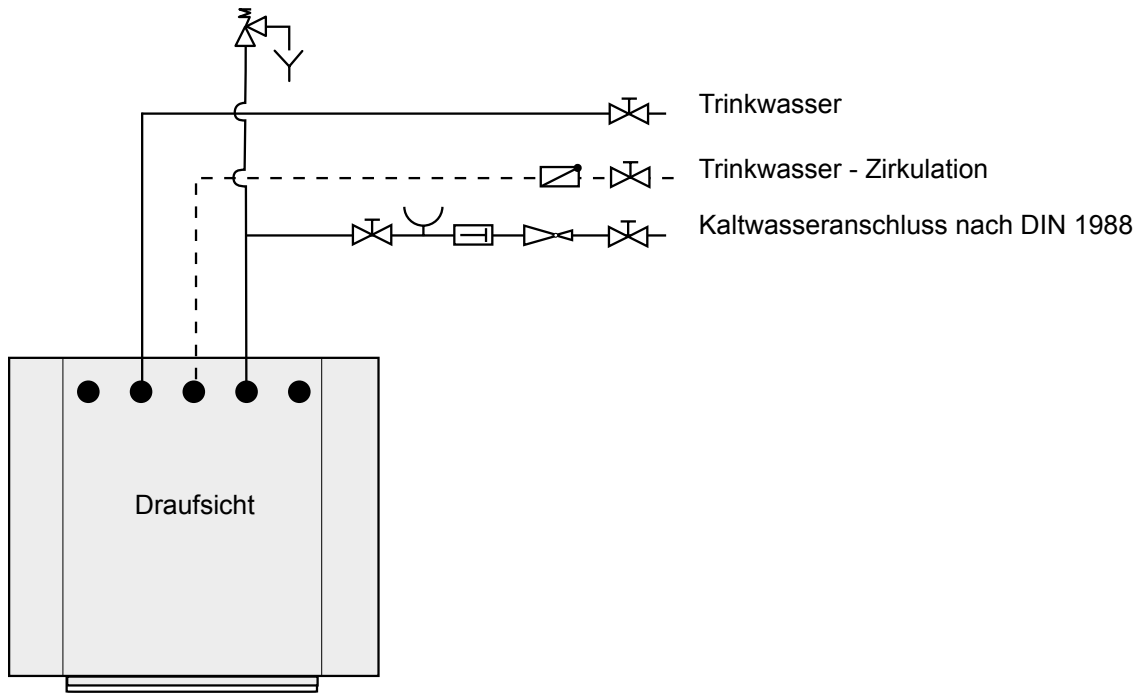 Trinkwasser
Trinkwasser - Zirkulation
Kaltwasseranschluss nach DIN 1988
Draufsicht